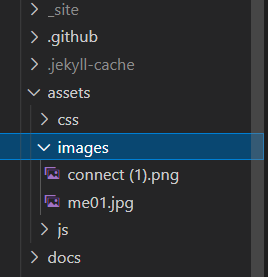 _site
.github
.jekyll-cache
assets
css
images
connect (1).png
me01.jpg
js
docs